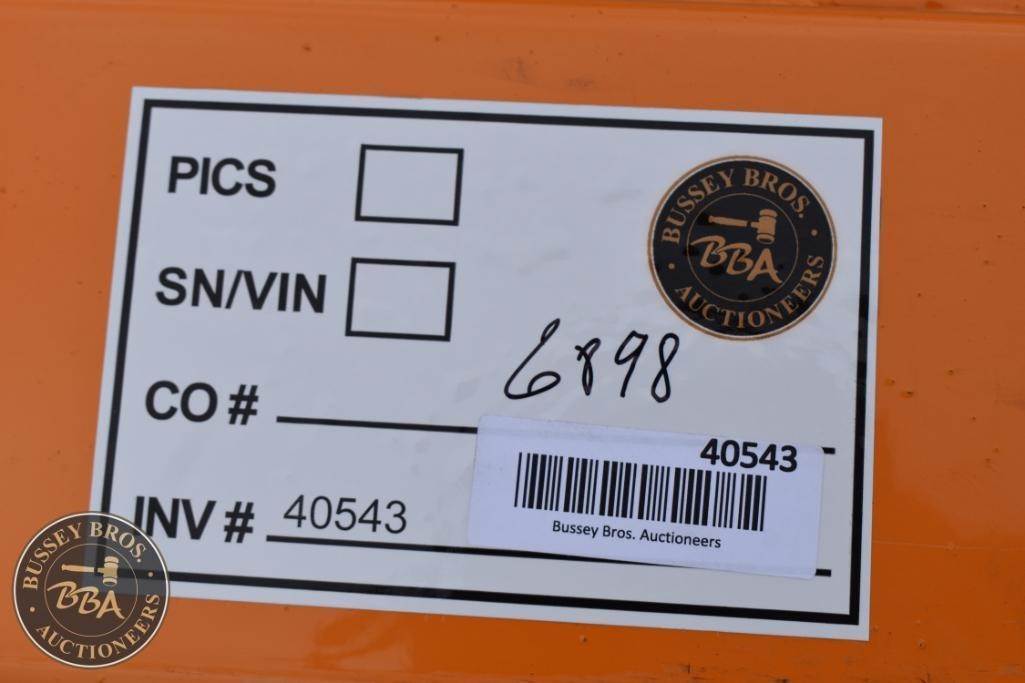 PICS
BUSSEY BROS.
BBA
AUCTIONEERS
SN/VIN
6898
CO #
40543
Bussey Bros. Auctioneers
INV # 40543
BUSSEY BROS.
BBA
AUCTIONEERS